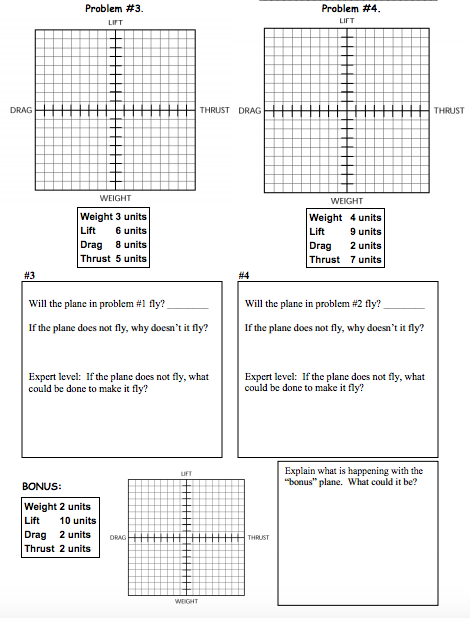 Problem #3.
Problem #4.
LIFT
LIFT
DRAG
THRUST
DRAG
THRUST
WEIGHT
WEIGHT
Weight 3 units
Lift 6 units
Drag 8 units
Thrust 5 units
Weight 4 units
Lift 9 units
Drag 2 units
Thrust 7 units
#3
Will the plane in problem #1 fly? ________
If the plane does not fly, why doesn't it fly?
Expert level: If the plane does not fly, what
could be done to make it fly?
#4
Will the plane in problem #2 fly? ________
If the plane does not fly, why doesn't it fly?
Expert level: If the plane does not fly, what
could be done to make it fly?
BONUS:
Weight 2 units
Lift 10 units
Drag 2 units
Thrust 2 units
LIFT
DRAG
THRUST
WEIGHT
Explain what is happening with the
“bonus” plane. What could it be?